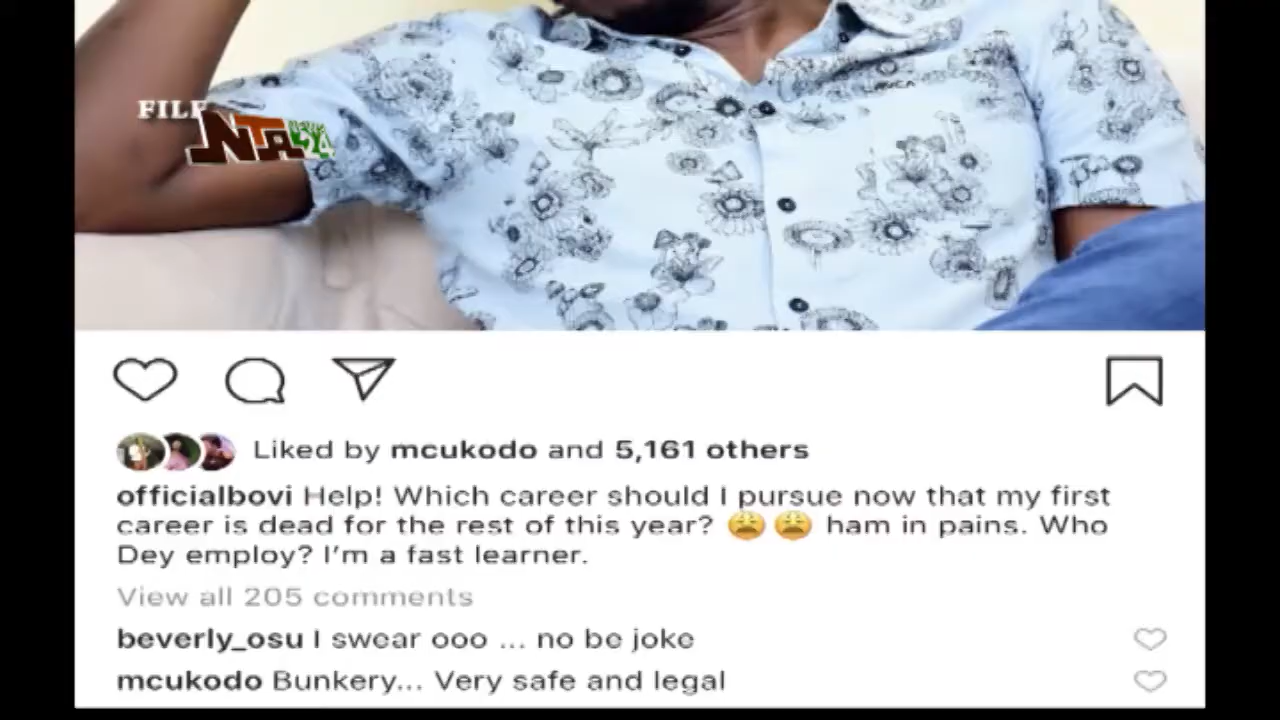 FILE
NTA
NEWS
24
Liked by mcukodo and 5,161 others
officialbovi Help! Which career should I pursue now that my first
career is dead for the rest of this year? 😩 😩 ham in pains. Who
Dey employ? I'm a fast learner.
View all 205 comments
beverly_osu I swear ooo ... no be joke
mcukodo Bunkery... Very safe and legal